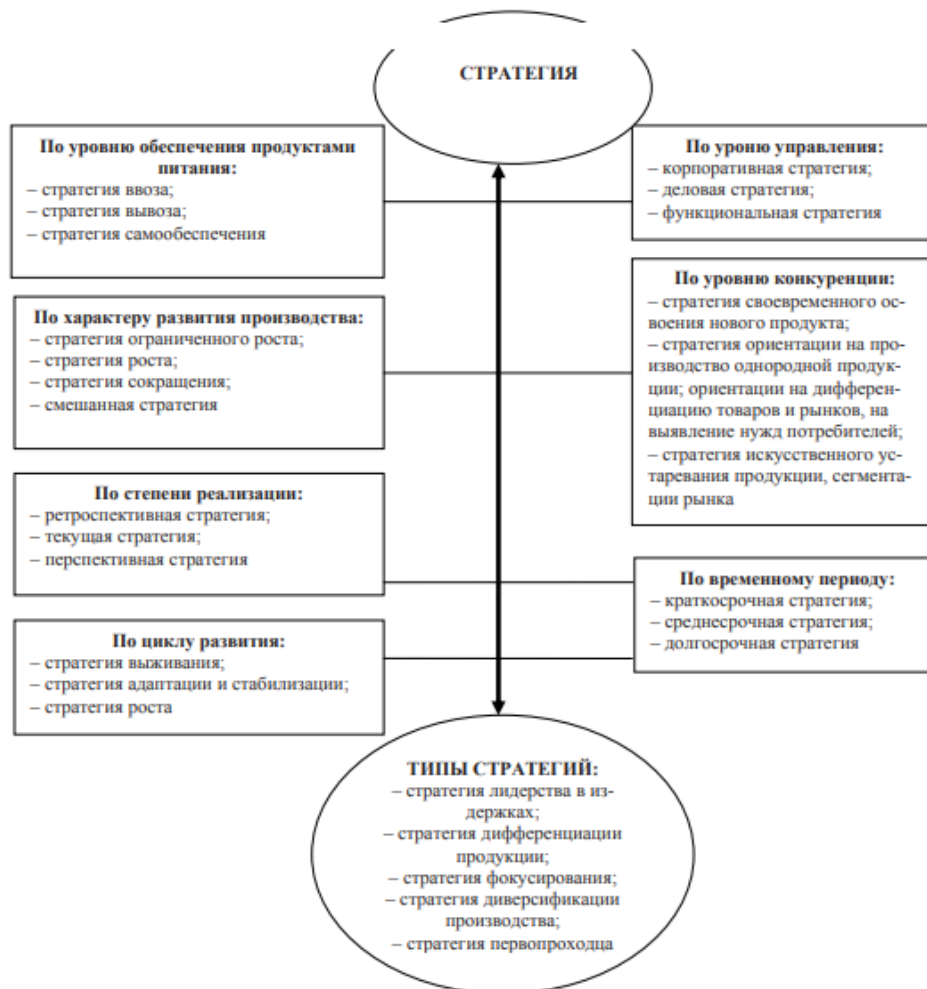 СТРАТЕГИЯ
По уровню обеспечения продуктами
питания:
– стратегия ввоза;
– стратегия вывоза;
– стратегия самообеспечения
По уроню управления:
– корпоративная стратегия;
– деловая стратегия;
– функциональная стратегия
По характеру развития производства:
– стратегия ограниченного роста;
– стратегия роста;
– стратегия сокращения;
– смешанная стратегия
По уровню конкуренции:
– стратегия своевременного ос-
воения нового продукта;
– стратегия ориентации на про-
изводство однородной продук-
ции; ориентации на дифферен-
циацию товаров и рынков, на
выявление нужд потребителей;
– стратегия искусственного ус-
таревания продукции, сегмента-
ции рынка
По степени реализации:
– ретроспективная стратегия;
– текущая стратегия;
– перспективная стратегия
По временному периоду:
– краткосрочная стратегия;
– среднесрочная стратегия;
– долгосрочная стратегия
По циклу развития:
– стратегия выживания;
– стратегия адаптации и стабилизации;
– стратегия роста
ТИПЫ СТРАТЕГИЙ:
– стратегия лидерства в из-
держках;
– стратегия дифференциации
продукции;
– стратегия фокусирования;
– стратегия диверсификации
производства;
– стратегия первопроходца